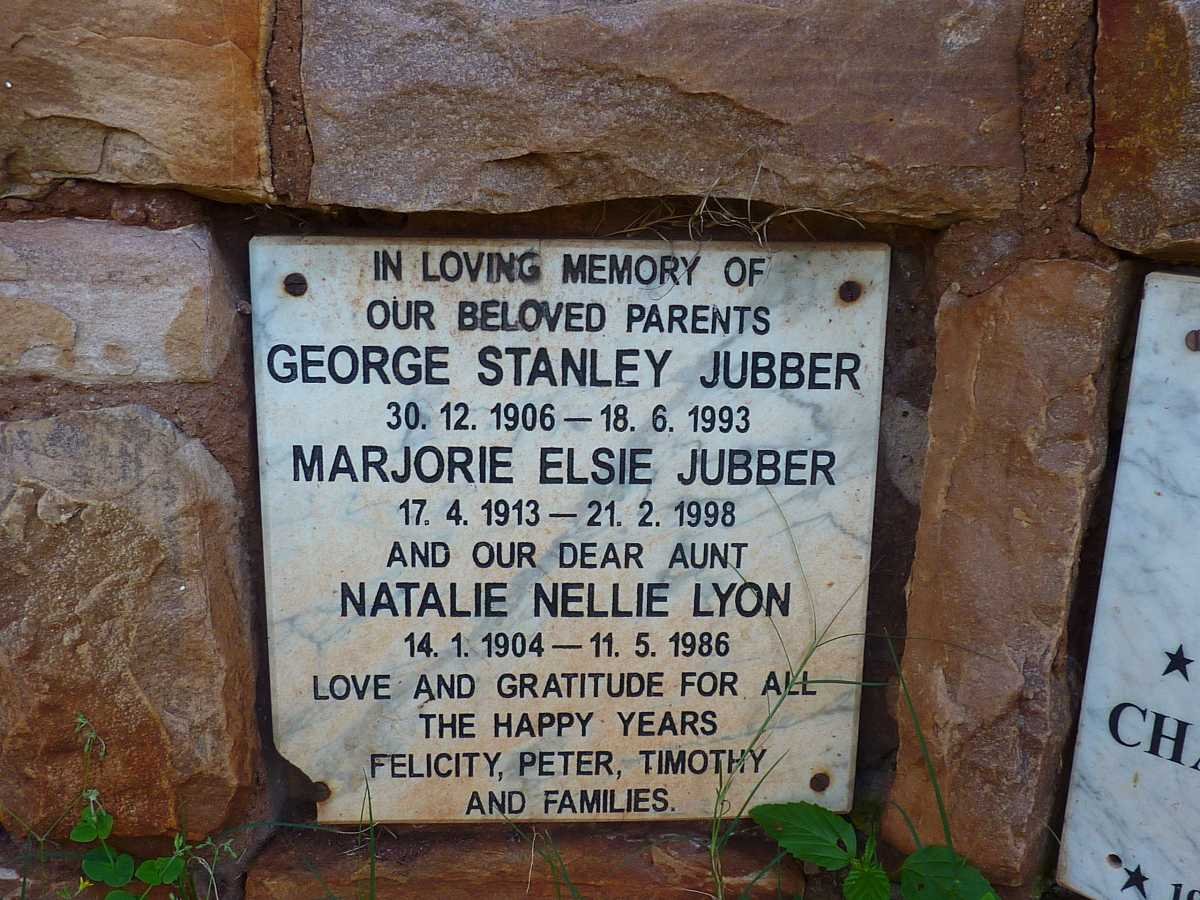 IN LOVING MEMORY OF
OUR BELOVED PARENTS
GEORGE STANLEY JUBBER
30. 12. 1906 — 18. 6. 1993
MARJORIE ELSIE JUBBER
17. 4. 1913 — 21. 2. 1998
AND OUR DEAR AUNT
NATALIE NELLIE LYON
14. 1. 1904 — 11. 5. 1986
LOVE AND GRATITUDE FOR ALL
THE HAPPY YEARS
FELICITY, PETER, TIMOTHY
AND FAMILIES.